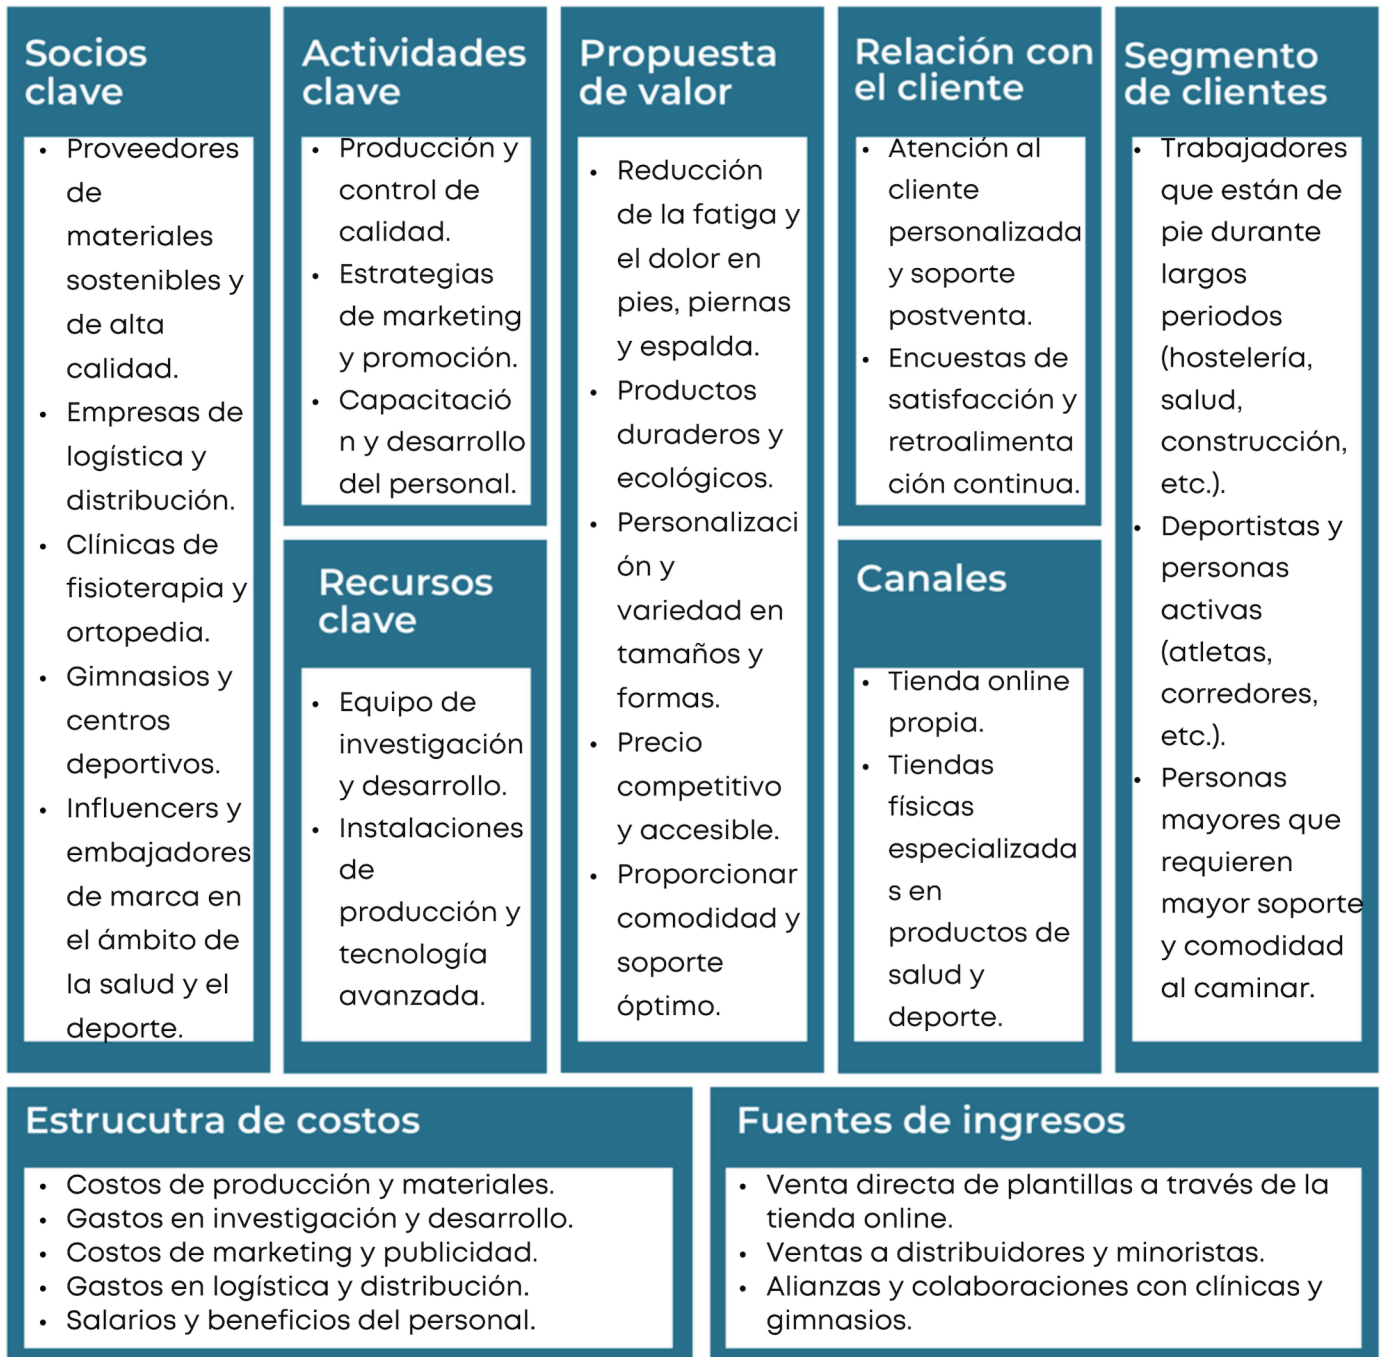 Socios
clave
• Proveedores
de
materiales
sostenibles y
de alta
calidad.
• Empresas de
logística y
distribución.
• Clínicas de
fisioterapia y
ortopedia.
• Gimnasios y
centros
deportivos.
• Influencers y
embajadores
de marca en
el ámbito de
la salud y el
deporte.
Actividades
clave
• Producción y
control de
calidad.
• Estrategias
de marketing
y promoción.
• Capacitació
n y desarrollo
del personal.
Recursos
clave
• Equipo de
investigación
y desarrollo.
• Instalaciones
de
producción y
tecnología
avanzada.
Propuesta
de valor
• Reducción
de la fatiga y
el dolor en
pies, piernas
y espalda.
• Productos
duraderos y
ecológicos.
• Personalizaci
ón y
variedad en
tamaños y
formas.
• Precio
competitivo
y accesible.
• Proporcionar
comodidad y
soporte
óptimo.
Relación con
el cliente
• Atención al
cliente
personalizada
y soporte
postventa.
• Encuestas de
satisfacción y
retroalimenta
ción continua.
Canales
• Tienda online
propia.
• Tiendas
físicas
especializada
s en
productos de
salud y
deporte.
Segmento
de clientes
• Trabajadores
que están de
pie durante
largos
periodos
(hostelería,
salud,
construcción,
etc.).
• Deportistas y
personas
activas
(atletas,
corredores,
etc.).
• Personas
mayores que
requieren
mayor soporte
y comodidad
al caminar.
Estrucutra de costos
• Costos de producción y materiales.
• Gastos en investigación y desarrollo.
• Costos de marketing y publicidad.
• Gastos en logística y distribución.
• Salarios y beneficios del personal.
Fuentes de ingresos
• Venta directa de plantillas a través de la
tienda online.
• Ventas a distribuidores y minoristas.
• Alianzas y colaboraciones con clínicas y
gimnasios.